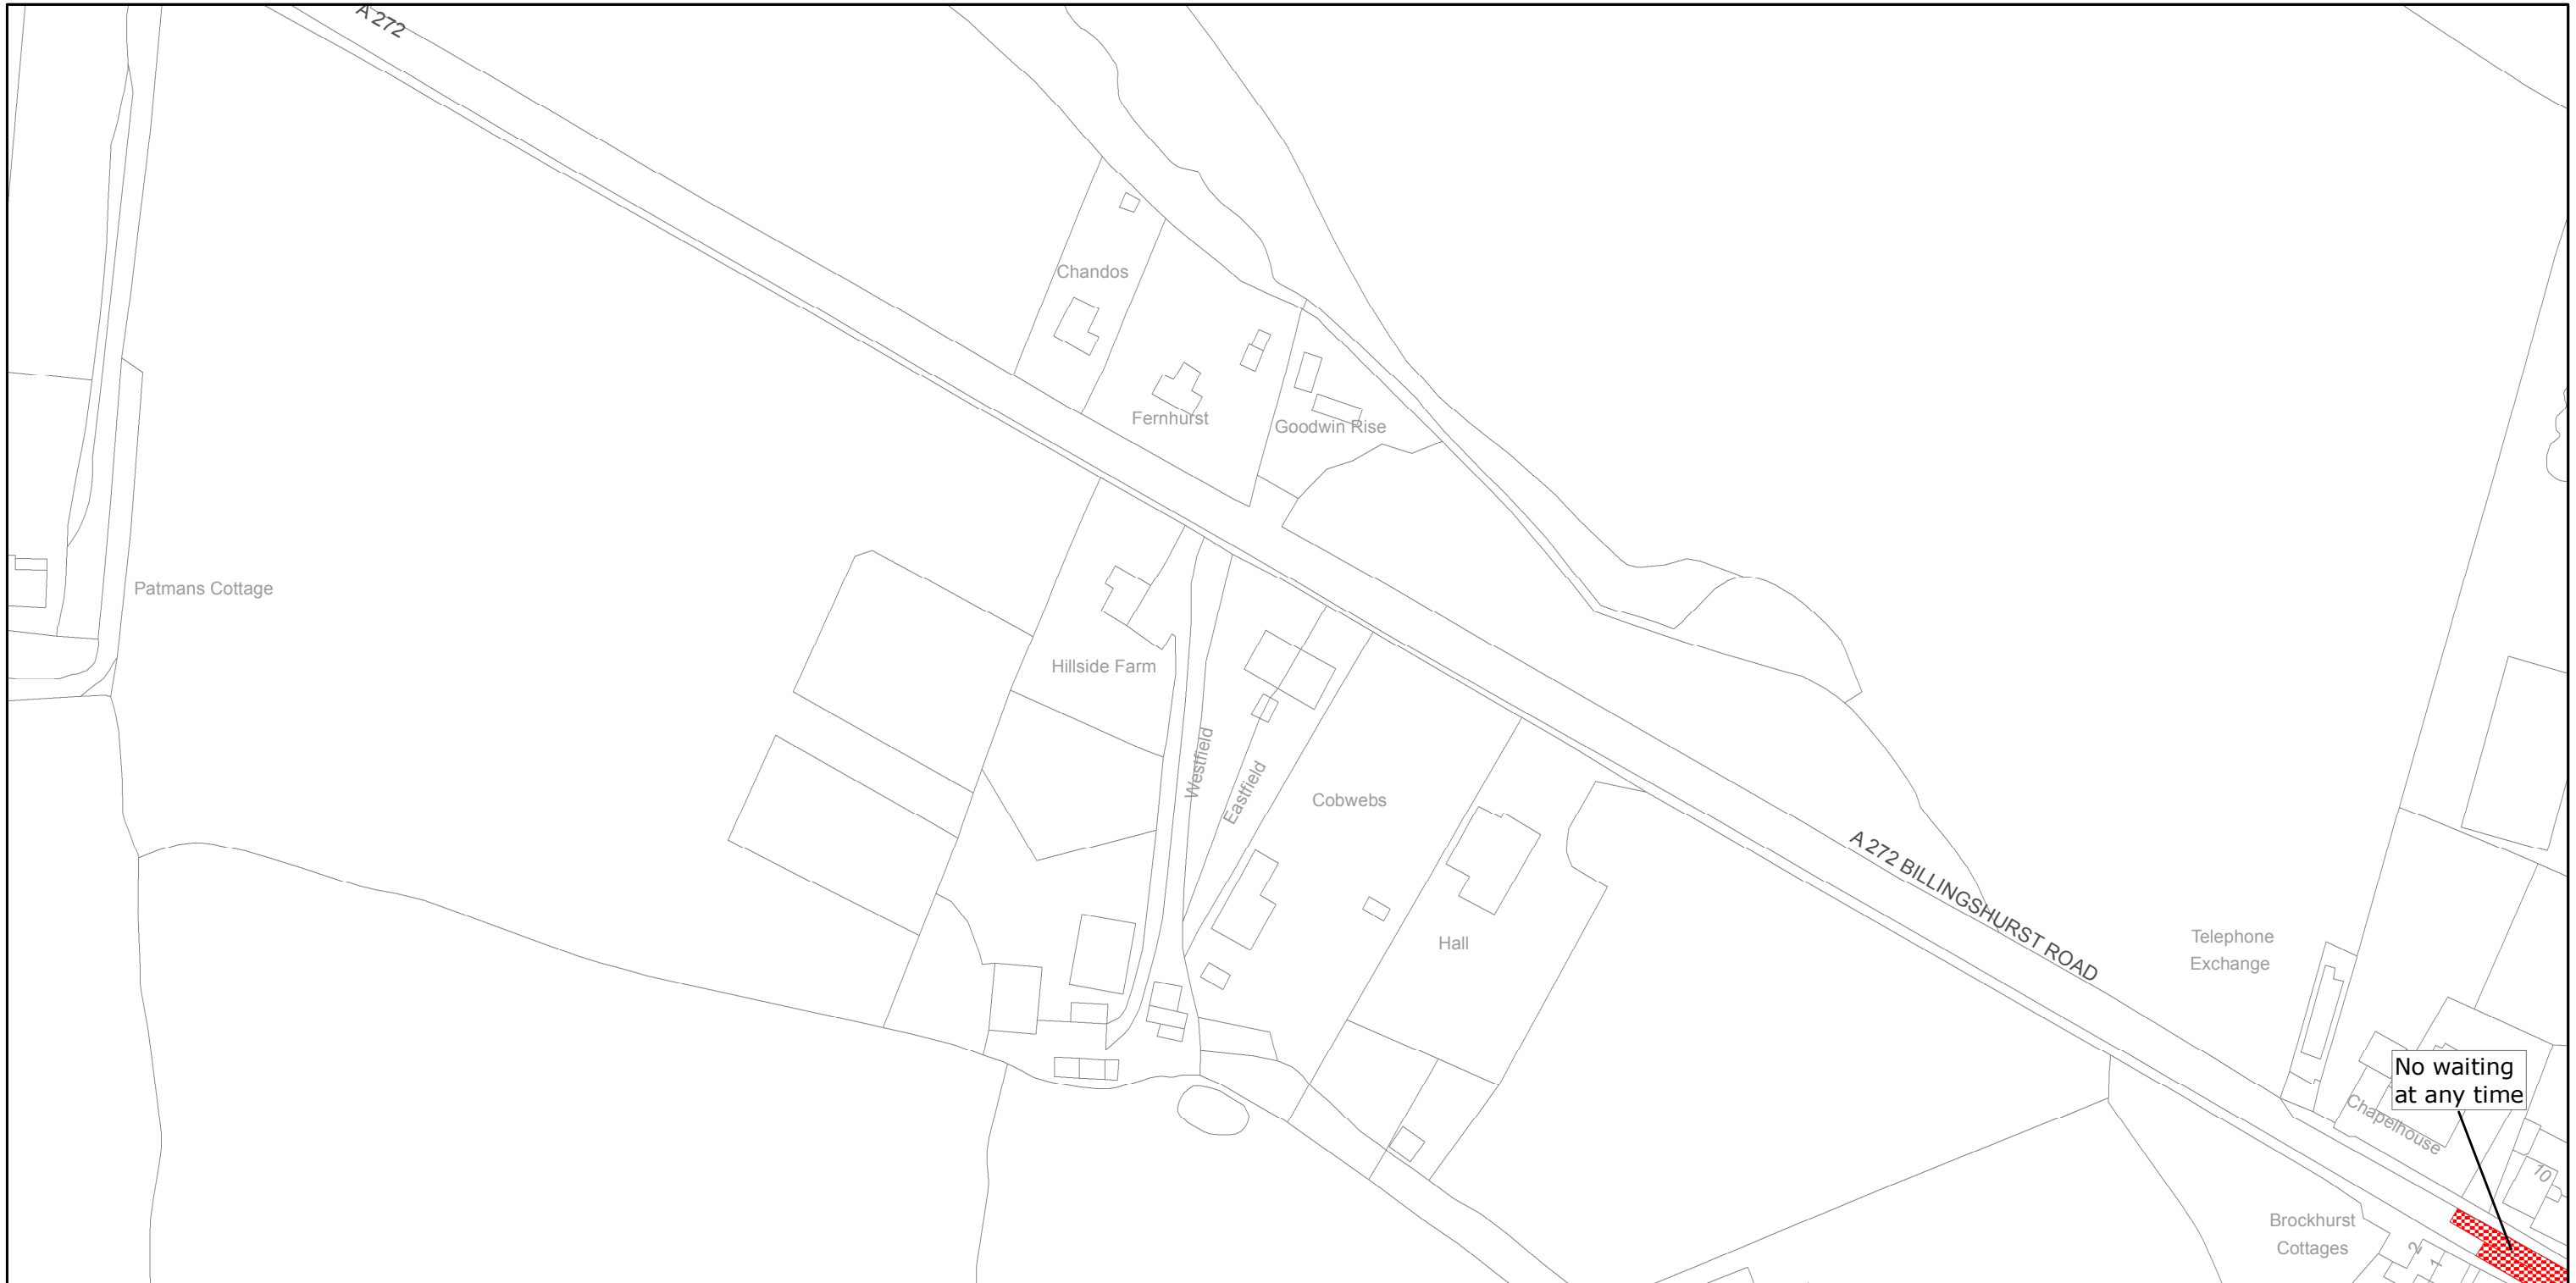 A 272
Chandos
Fernhurst
Goodwin Rise
Patmans Cottage
Hillside Farm
Westfield
Eastfield
Cobwebs
Hall
A 272 BILLINGSHURST ROAD
Telephone
Exchange
No waiting
at any time
Chapelhouse
10
Brockhurst
Cottages
2
1